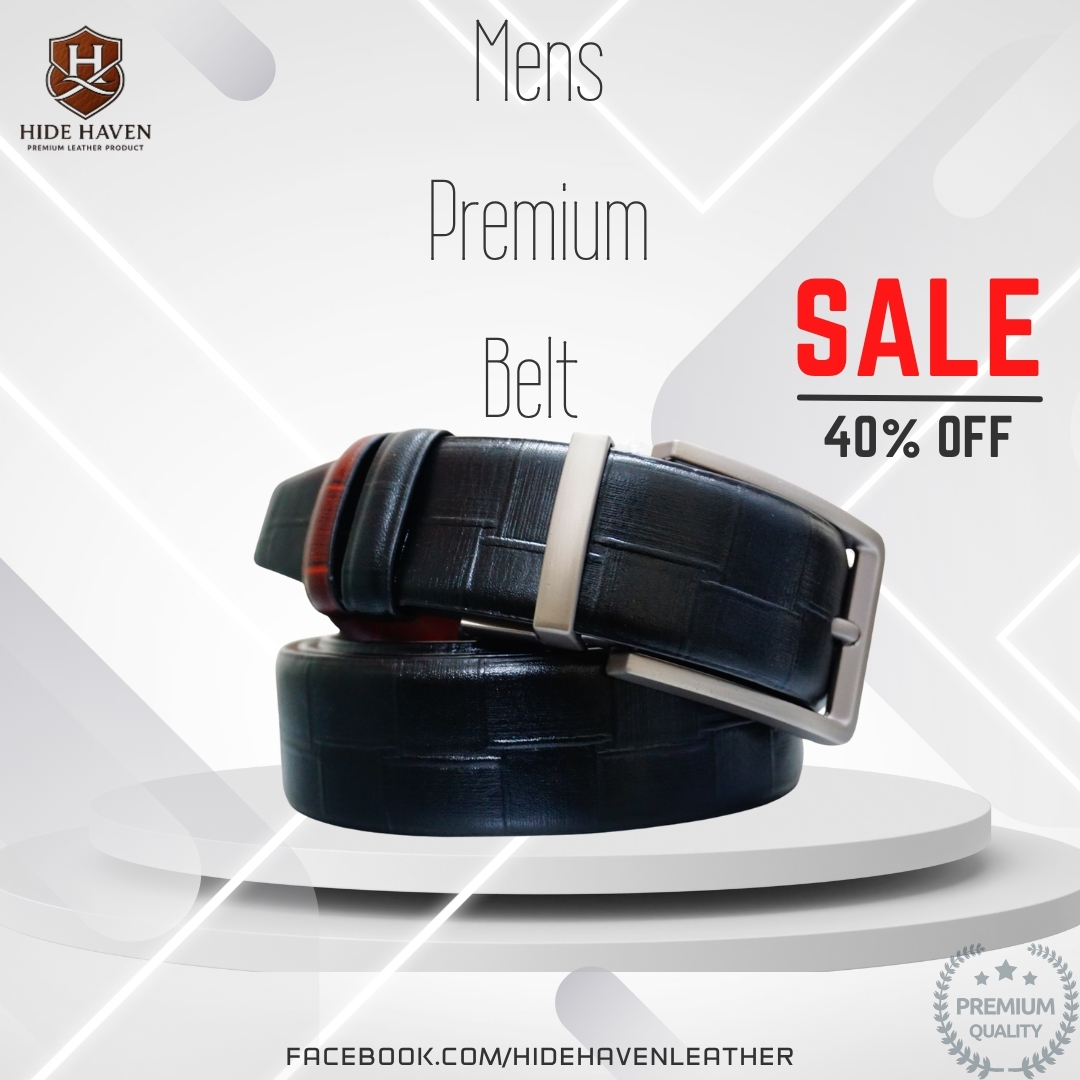 H
HIDE HAVEN
PREMIUM LEATHER PRODUCT
Mens
Premium
Belt
SALE
40% OFF
PREMIUM
QUALITY
FACEBOOK.COM/HIDEHAVENLEATHER